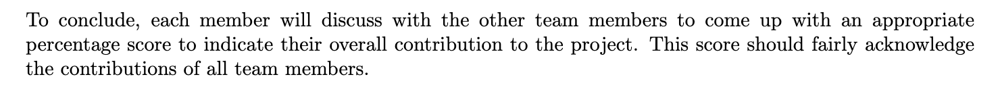 To conclude, each member will discuss with the other team members to come up with an appropriate
percentage score to indicate their overall contribution to the project. This score should fairly acknowledge
the contributions of all team members.